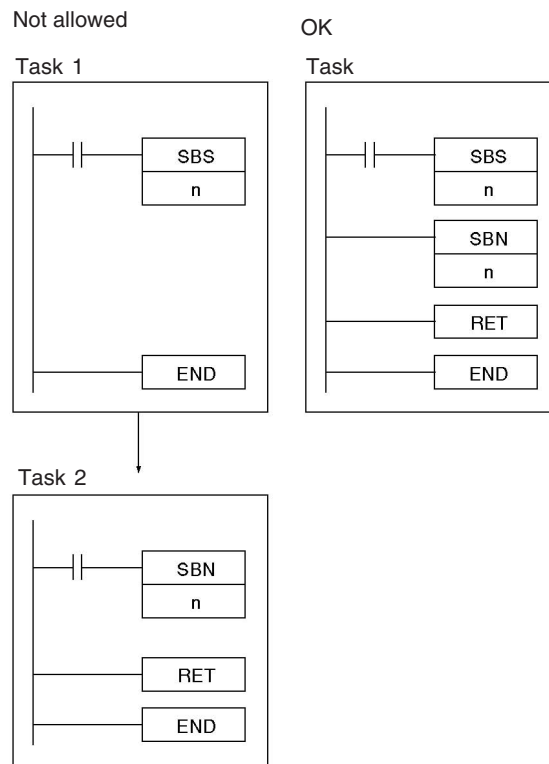 Not allowed
Task 1
SBS
n
END
Task 2
SBN
n
RET
END
OK
Task
SBS
n
SBN
n
RET
END